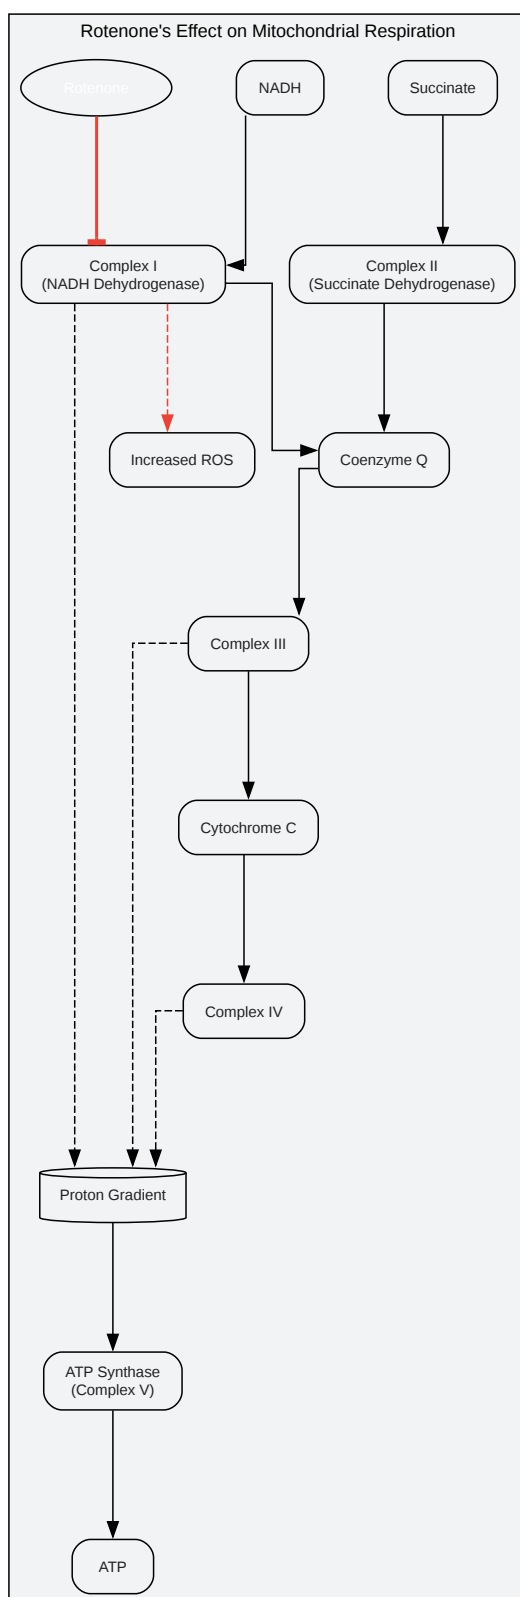 Rotenone's Effect on Mitochondrial Respiration
Rotenone
NADH
Succinate
Complex I
(NADH Dehydrogenase)
Complex II
(Succinate Dehydrogenase)
Increased ROS
Coenzyme Q
Complex III
Cytochrome C
Complex IV
Proton Gradient
ATP Synthase
(Complex V)
ATP